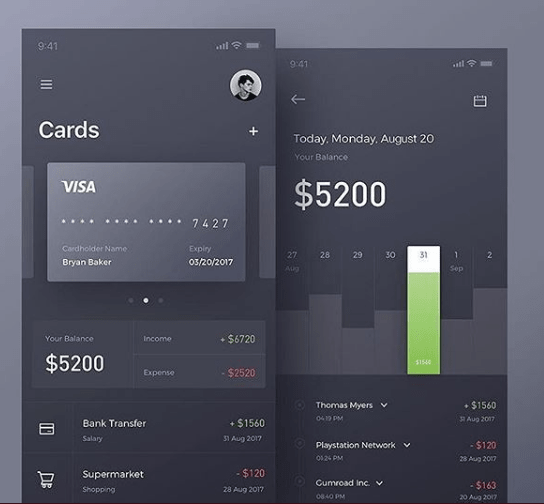 9:41
Cards
+
VISA
**** **** **** 7427
Cardholder Name Expiry
Bryan Baker 03/20/2017
Your Balance
$5200
Income + $6720
Expense - $2520
Bank Transfer + $1560
Salary 31 Aug 2017
Supermarket - $120
Shopping 28 Aug 2017
9:41
Today, Monday, August 20
Your Balance
$5200
27 28 29 30 31 1 2
Aug Sep
$1560
Thomas Myers + $1560
04:19 PM 31 Aug 2017
Playstation Network - $120
01:24 PM 28 Aug 2017
Gumroad Inc. - $163
08:40 PM 20 Aug 2017